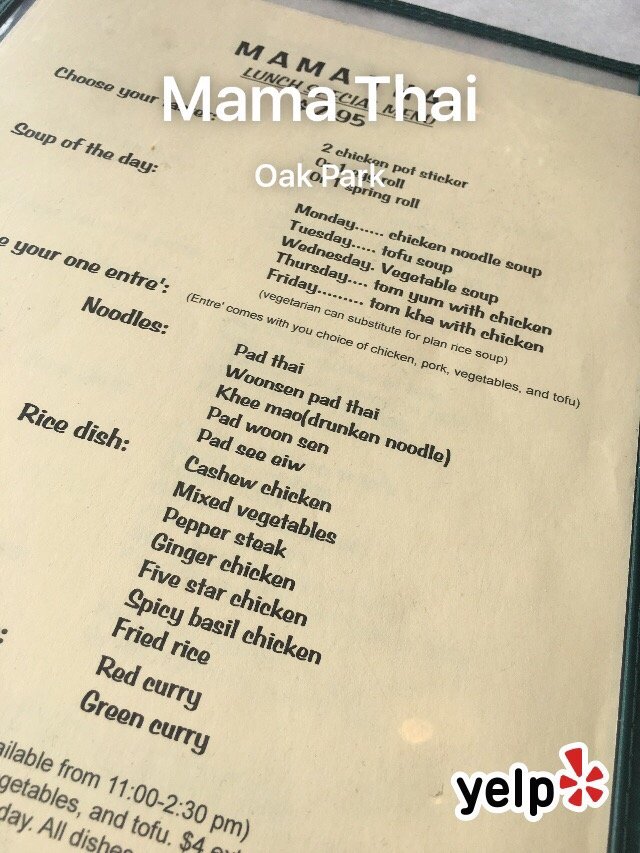 MAMA
LUNCH SPECIAL MENU
.95
Mama Thai
Oak Park
Choose your
2 chicken pot sticker
roll
spring roll
Soup of the day:
Monday...... chicken noodle soup
Tuesday..... tofu soup
Wednesday. Vegetable soup
Thursday.... tom yum with chicken
Friday......... tom kha with chicken
(vegetarian can substitute for plan rice soup)
your one entre':
(Entre' comes with you choice of chicken, pork, vegetables, and tofu)
Noodles:
Pad thai
Woonsen pad thai
Khee mao(drunken noodle)
Pad woon sen
Pad see eiw
Rice dish:
Cashew chicken
Mixed vegetables
Pepper steak
Ginger chicken
Five star chicken
Spicy basil chicken
Fried rice
Red curry
Green curry
from 11:00-2:30 pm)
and tofu. $4
All dishes
yelp